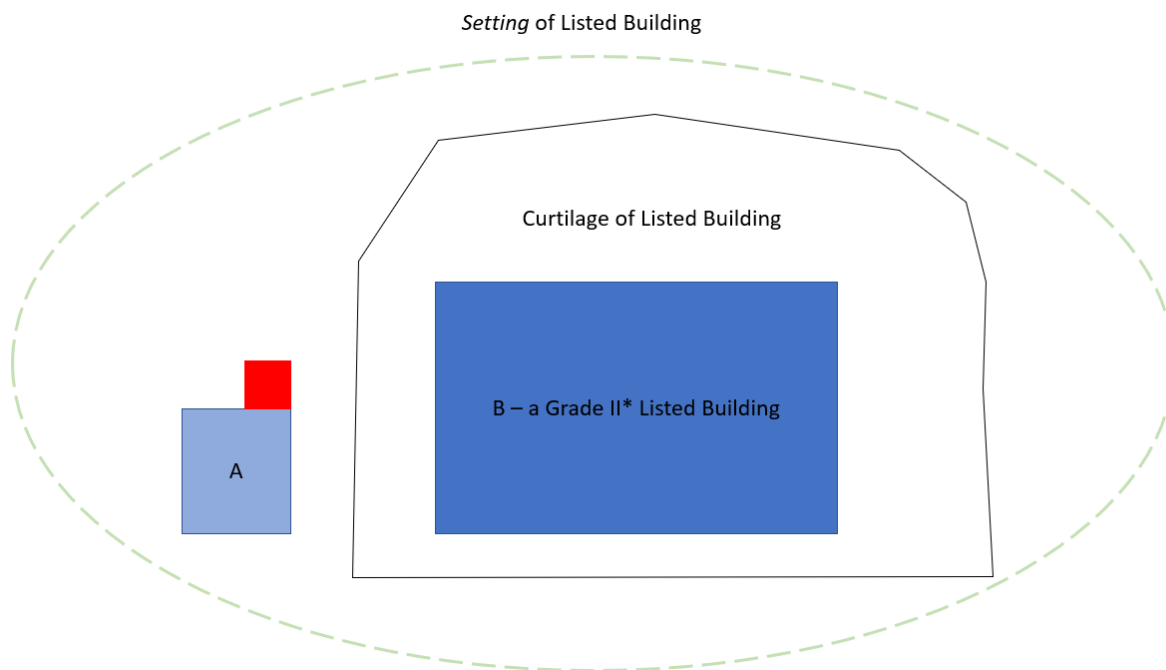 Setting of Listed Building
Curtilage of Listed Building
B – a Grade II* Listed Building
A